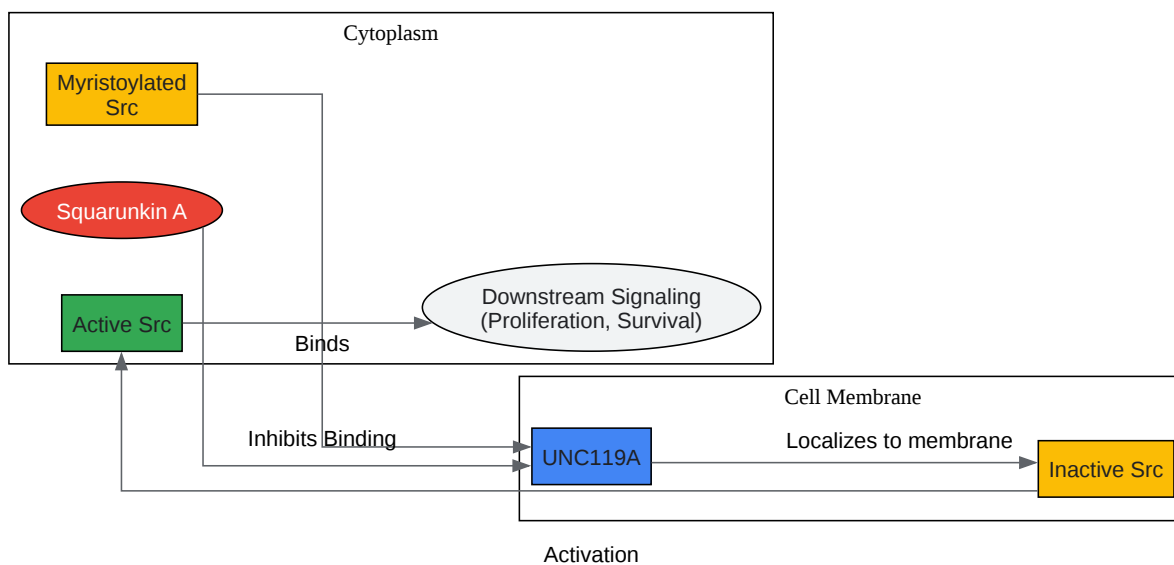 Cytoplasm
Myristoylated
Src
Squarunkin A
Active Src
Downstream Signaling
(Proliferation, Survival)
Binds
Cell Membrane
Inhibits Binding
UNC119A
Localizes to membrane
Inactive Src
Activation